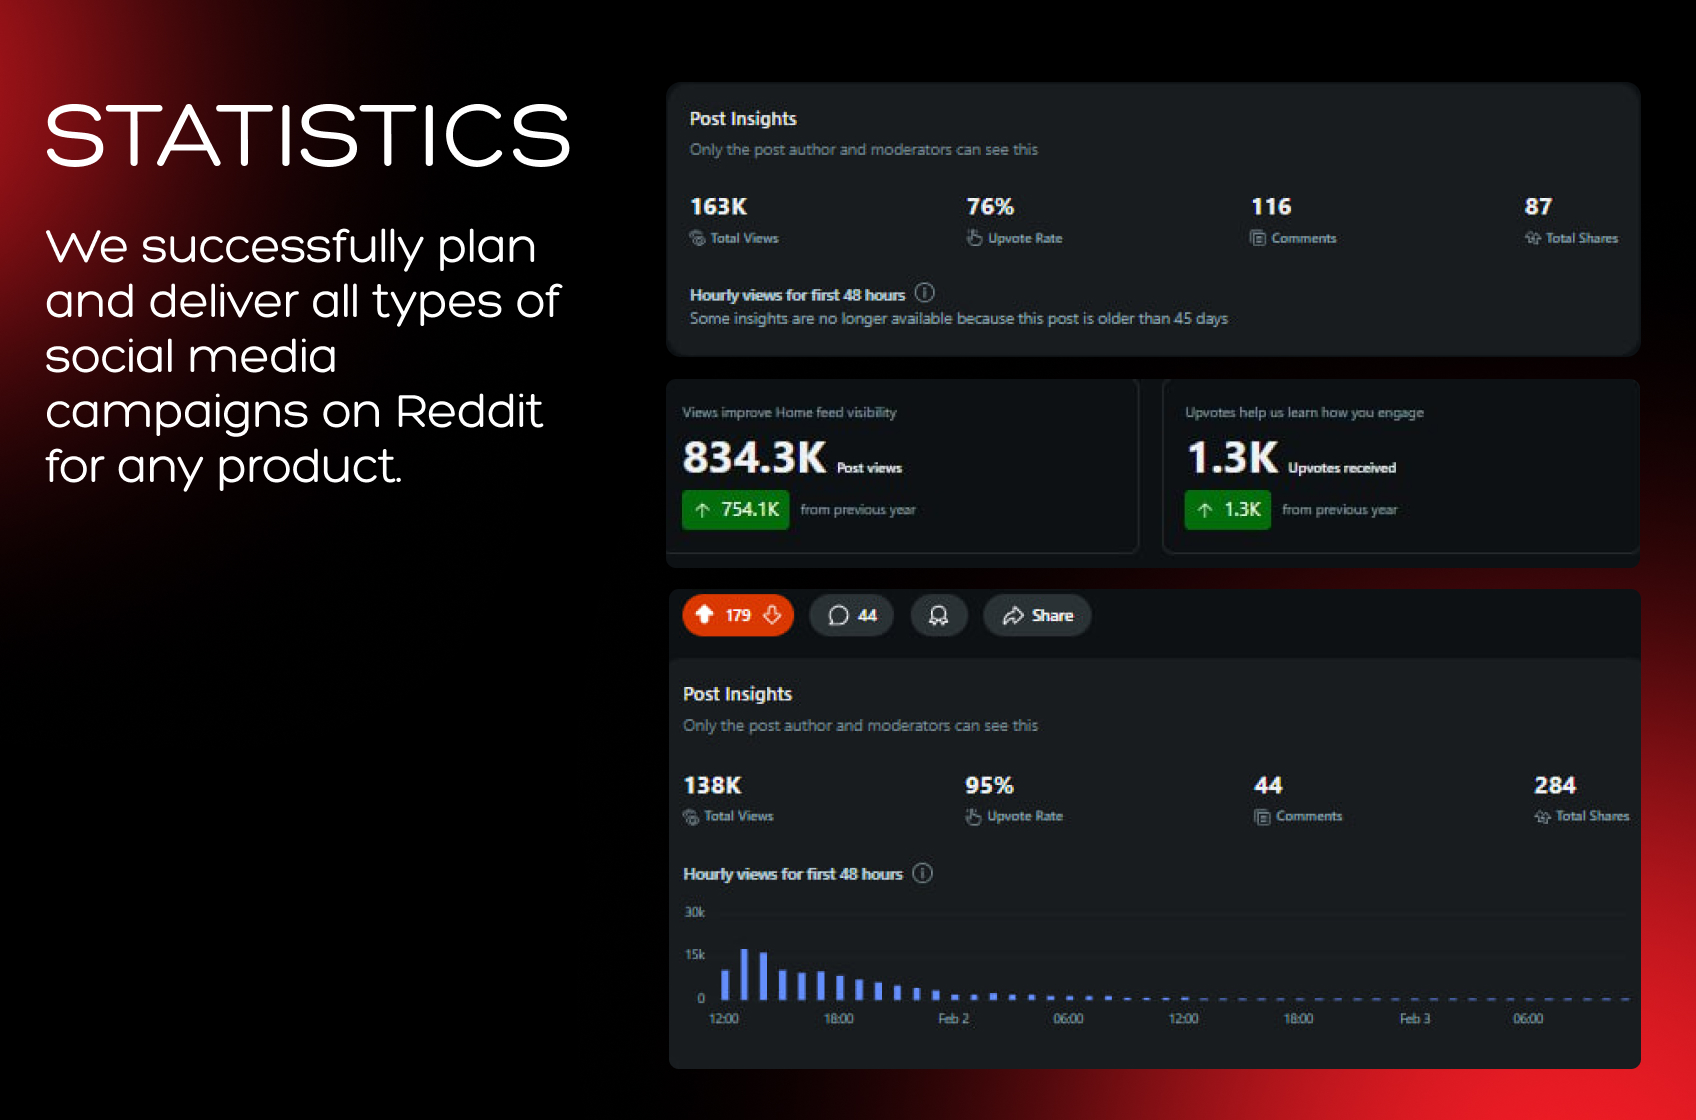 STATISTICS
We successfully plan
and deliver all types of
social media
campaigns on Reddit
for any product.
Post Insights
Only the post author and moderators can see this
163K 76% 116 87
Total Views Upvote Rate Comments Total Shares
Hourly views for first 48 hours
Some insights are no longer available because this post is older than 45 days
Views improve Home feed visibility
834.3K Post views
754.1K from previous year
Upvotes help us learn how you engage
1.3K Upvotes received
1.3K from previous year
179 44 Share
Post Insights
Only the post author and moderators can see this
138K 95% 44 284
Total Views Upvote Rate Comments Total Shares
Hourly views for first 48 hours
30k
15k
0
12:00 18:00 Feb 2 06:00 12:00 18:00 Feb 3 06:00